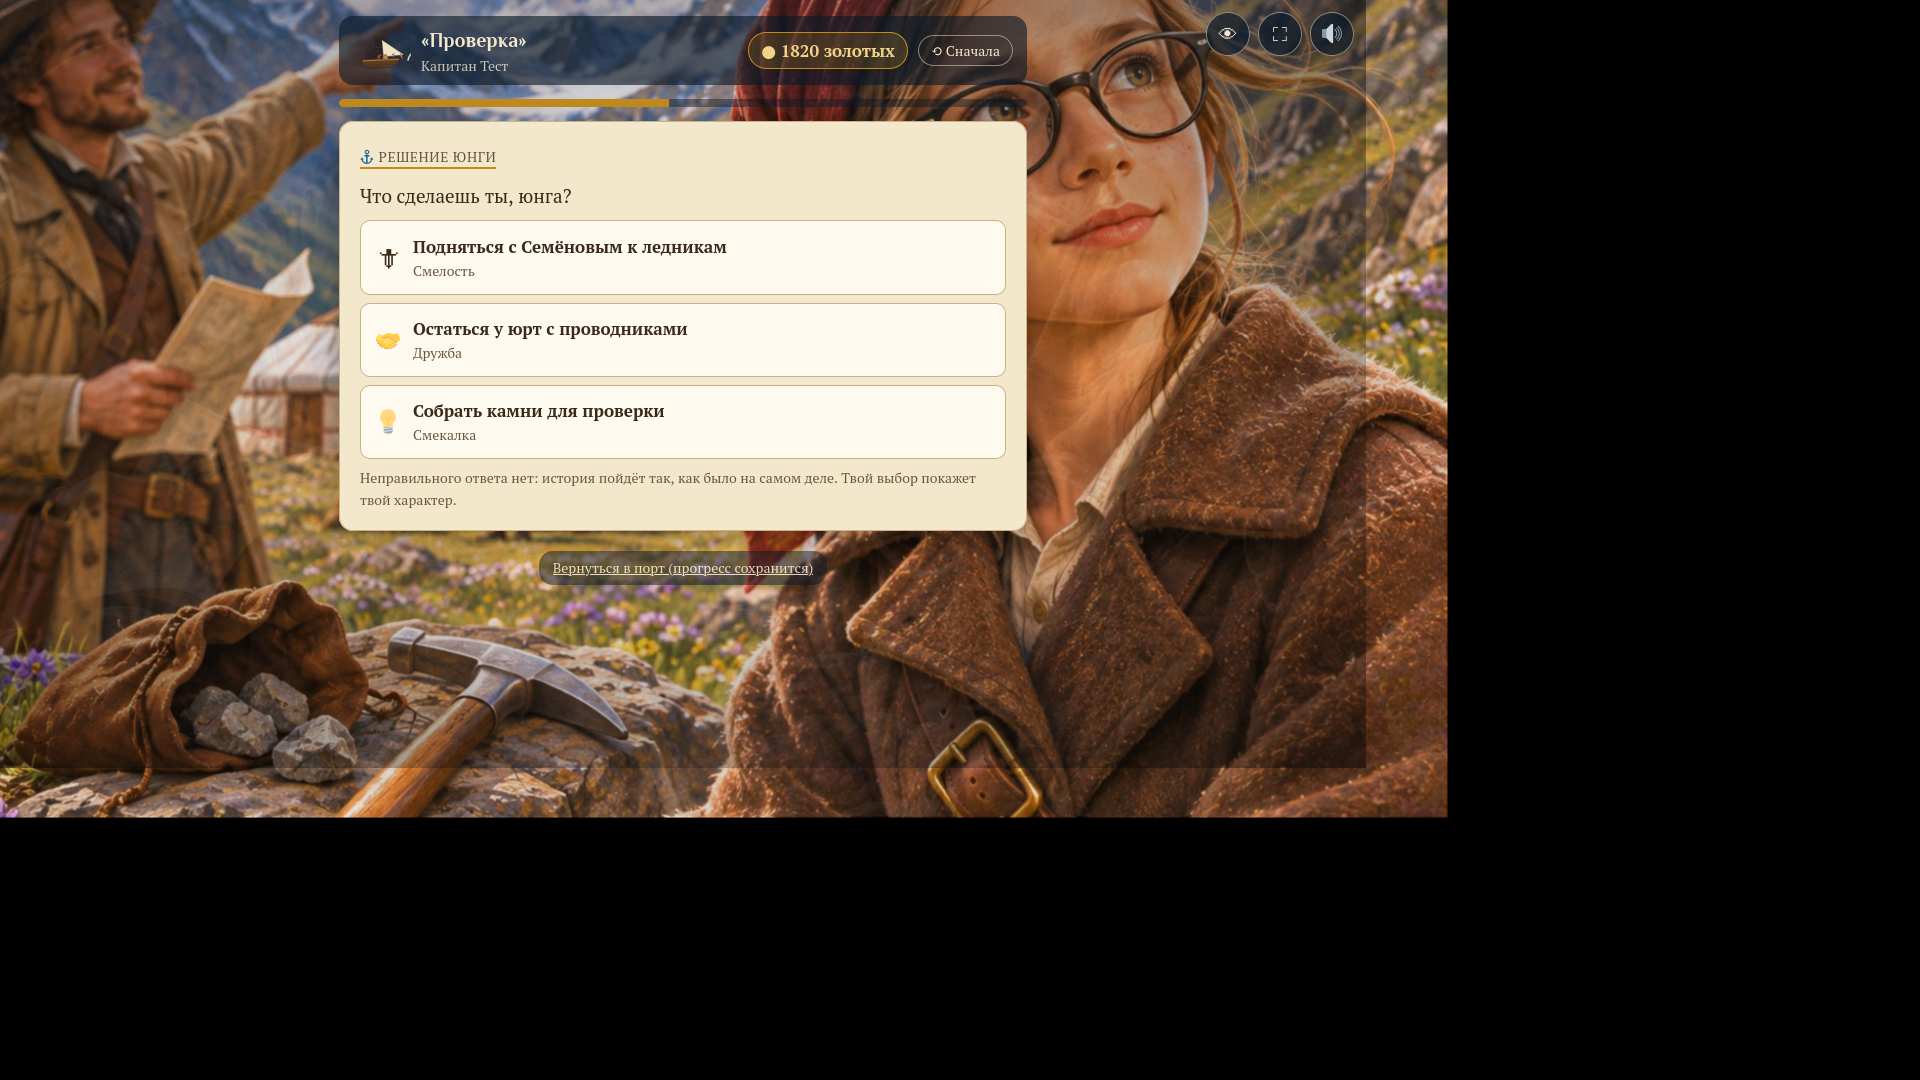 «Проверка»
Капитан Тест
1820 золотых
⟲ Сначала
⚓ РЕШЕНИЕ ЮНГИ
Что сделаешь ты, юнга?
Подняться с Семёновым к ледникам
Смелость
Остаться у юрт с проводниками
Дружба
Собрать камни для проверки
Смекалка
Неправильного ответа нет: история пойдёт так, как было на самом деле. Твой выбор покажет
твой характер.
Вернуться в порт (прогресс сохранится)